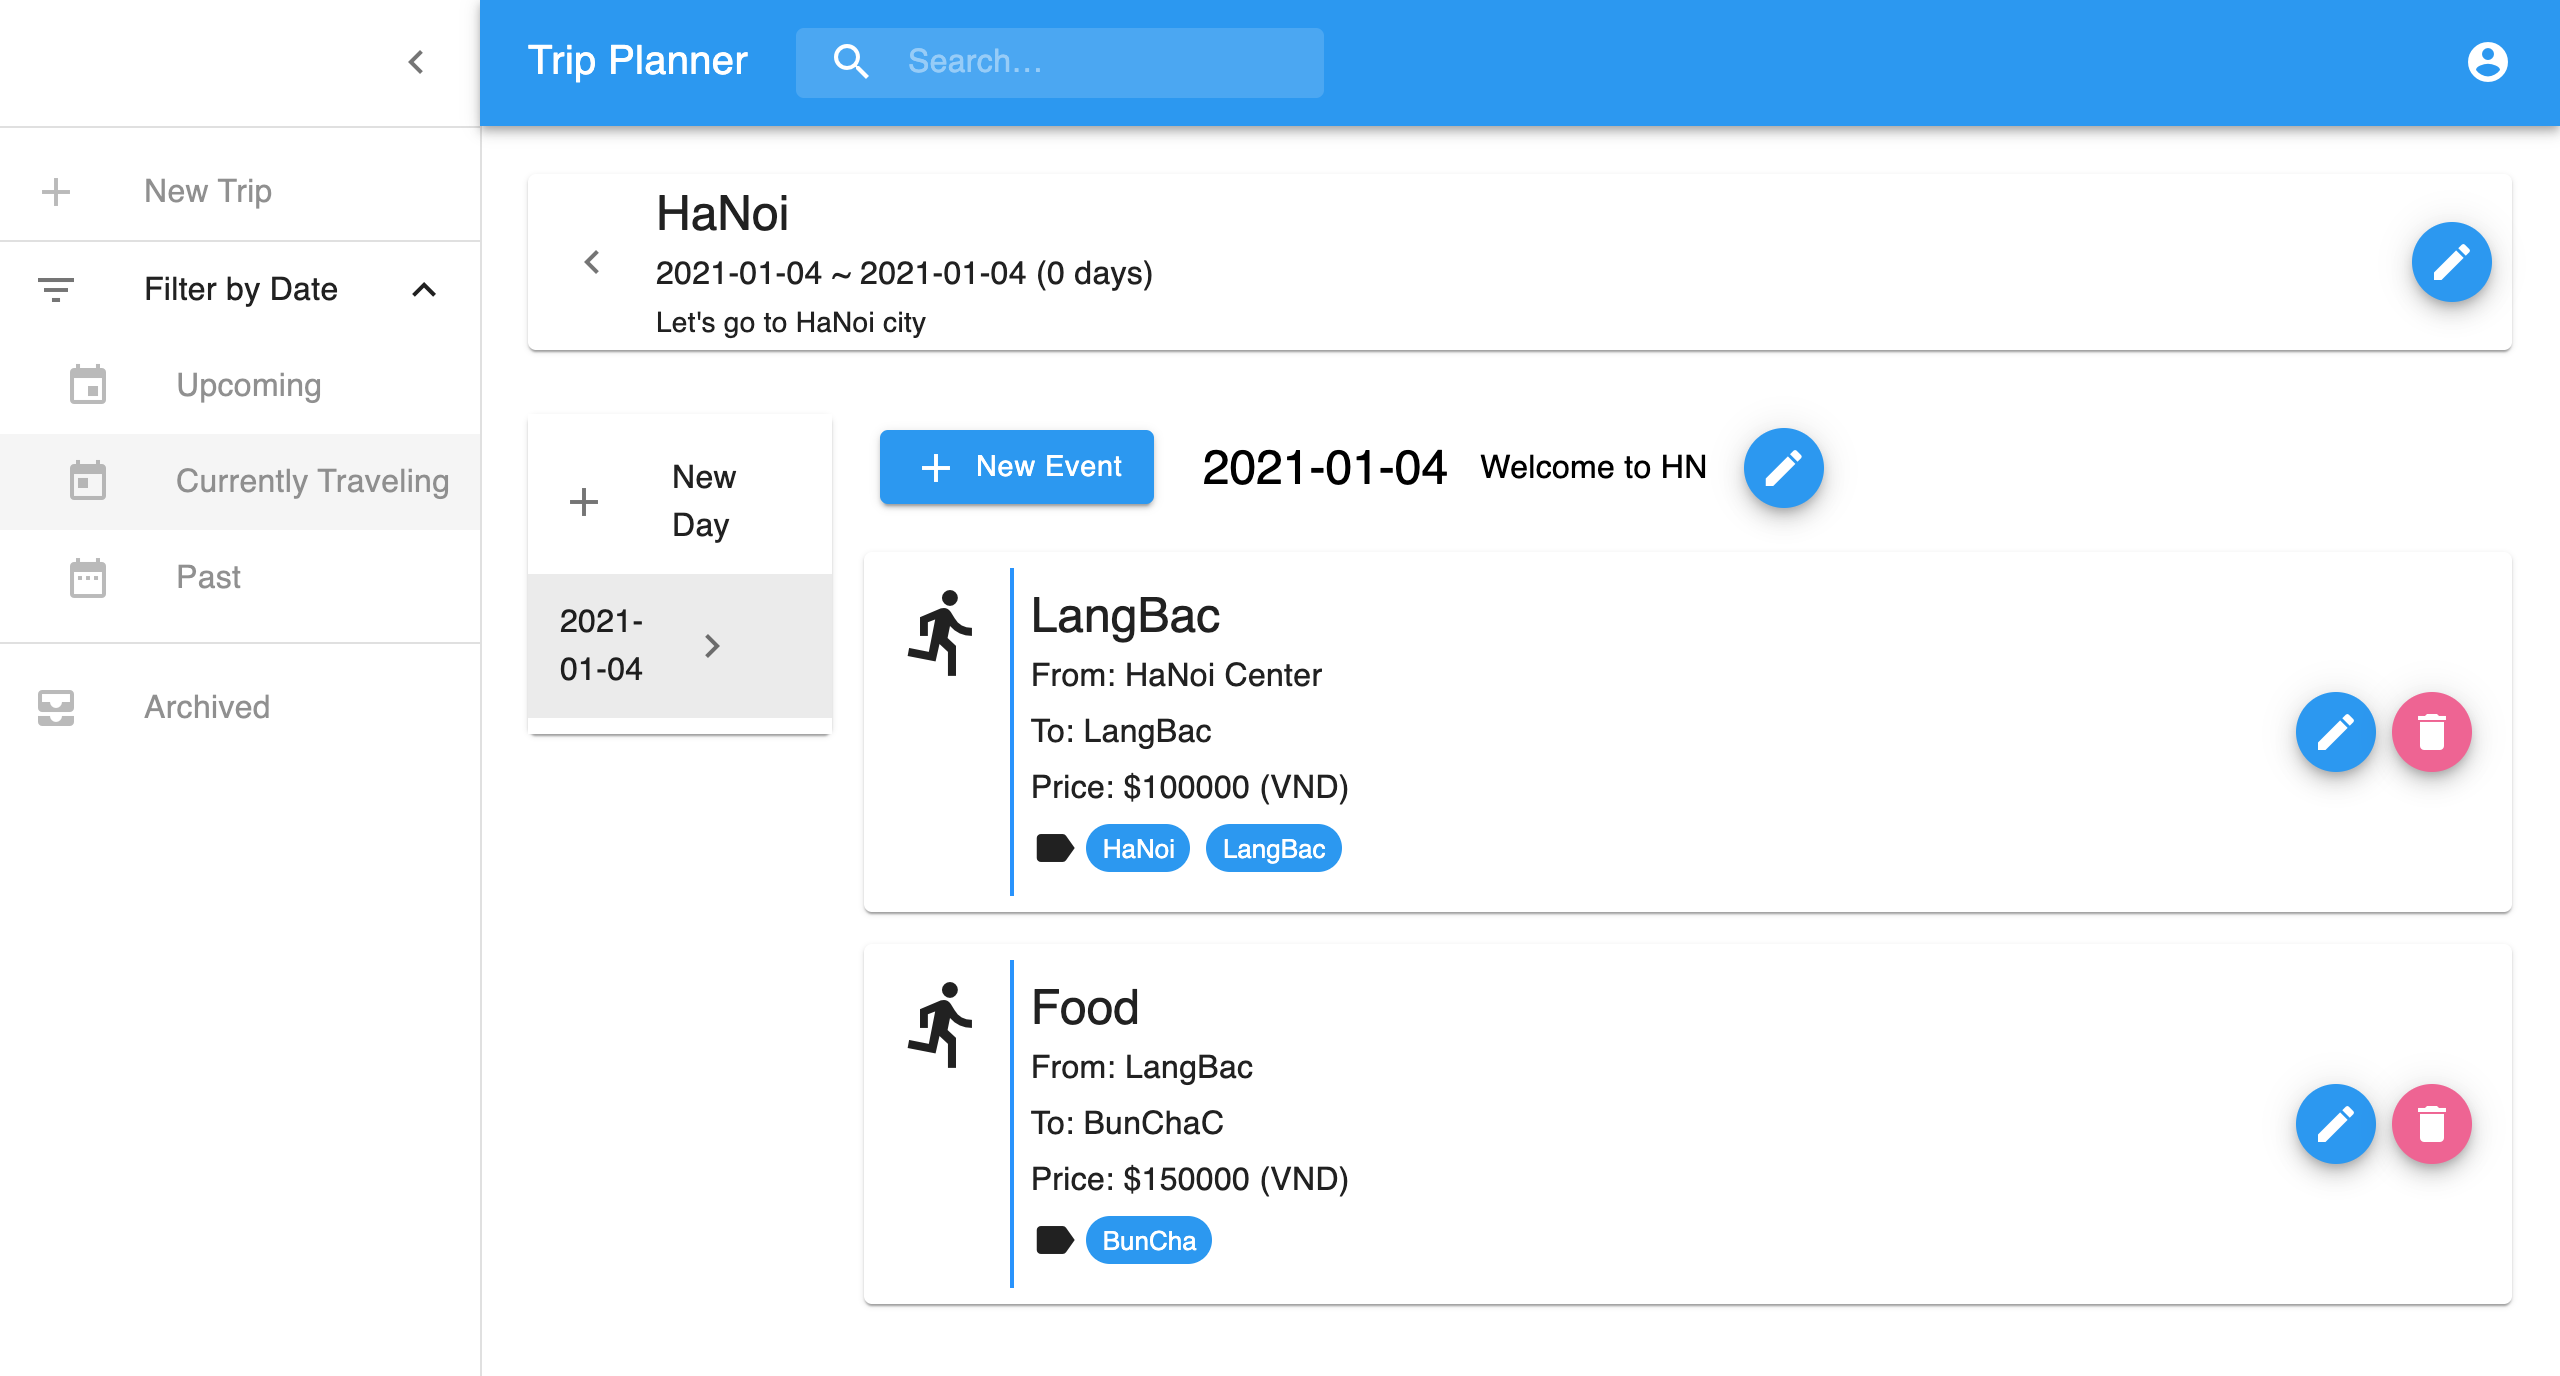 Trip Planner
Search...
New Trip
Filter by Date
Upcoming
Currently Traveling
Past
Archived
HaNoi
2021-01-04 ~ 2021-01-04 (0 days)
Let's go to HaNoi city
New
Day
2021-
01-04
New Event
2021-01-04
Welcome to HN
LangBac
From: HaNoi Center
To: LangBac
Price: $100000 (VND)
HaNoi
LangBac
Food
From: LangBac
To: BunChaC
Price: $150000 (VND)
BunCha